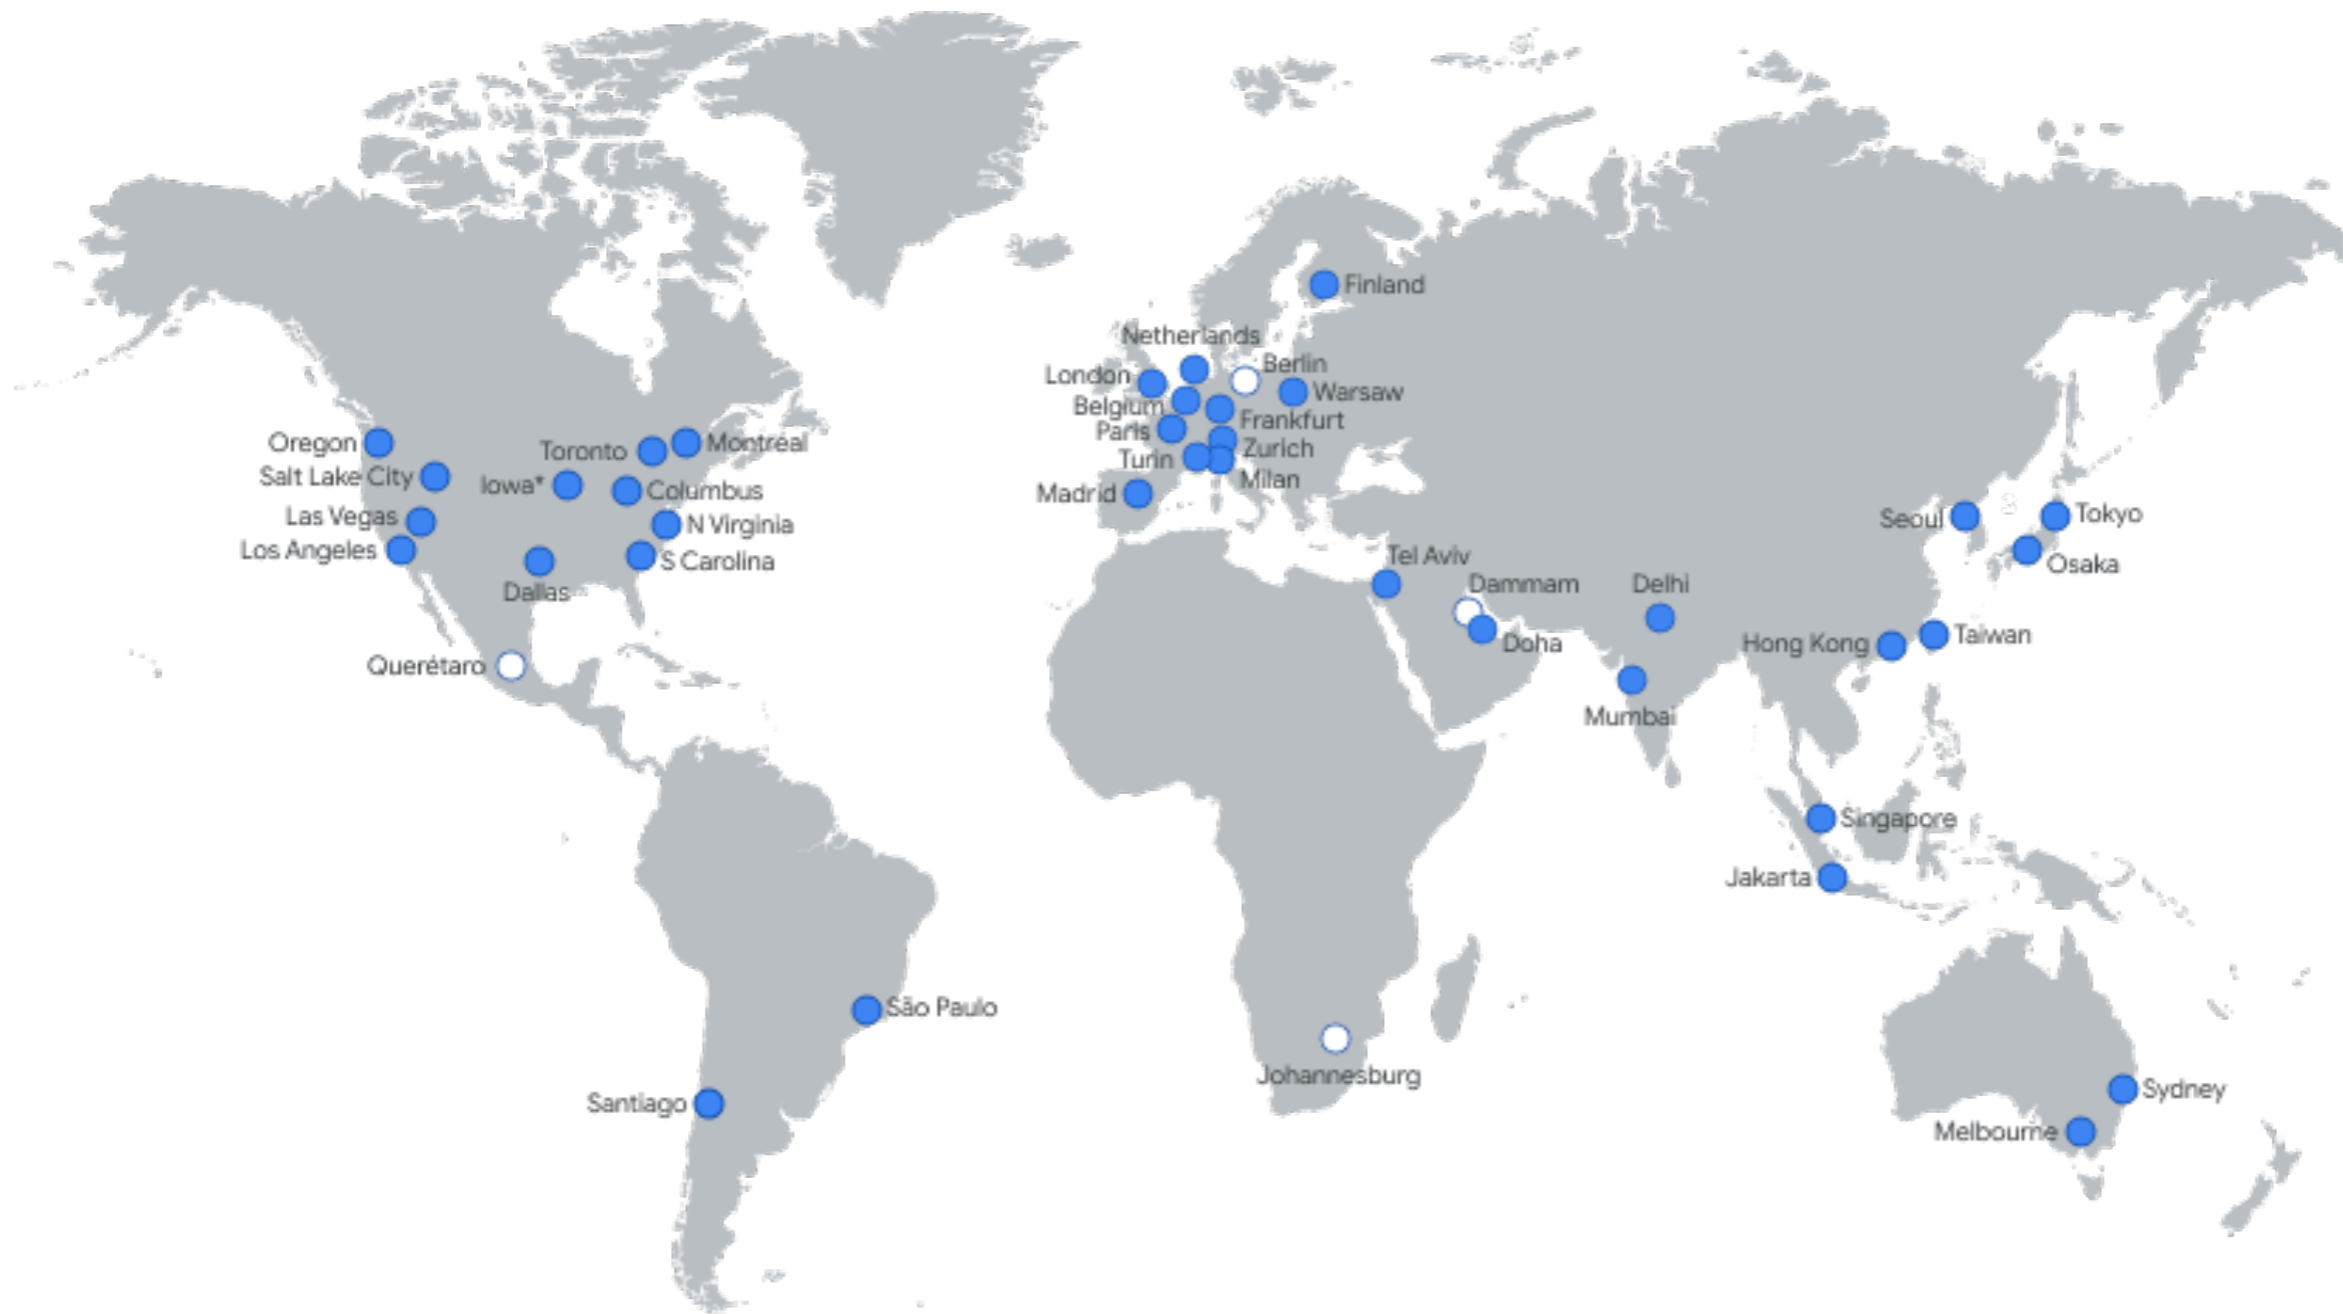 Finland
Netherlands
Berlin
London
Warsaw
Belgium
Frankfurt
Paris
Zurich
Turin
Milan
Madrid
Oregon
Toronto
Montréal
Salt Lake City
Iowa*
Columbus
Las Vegas
N Virginia
Los Angeles
S Carolina
Dallas
Querétaro
Seoul
Tokyo
Osaka
Tel Aviv
Dammam
Delhi
Doha
Hong Kong
Taiwan
Mumbai
Singapore
Jakarta
São Paulo
Johannesburg
Santiago
Sydney
Melbourne